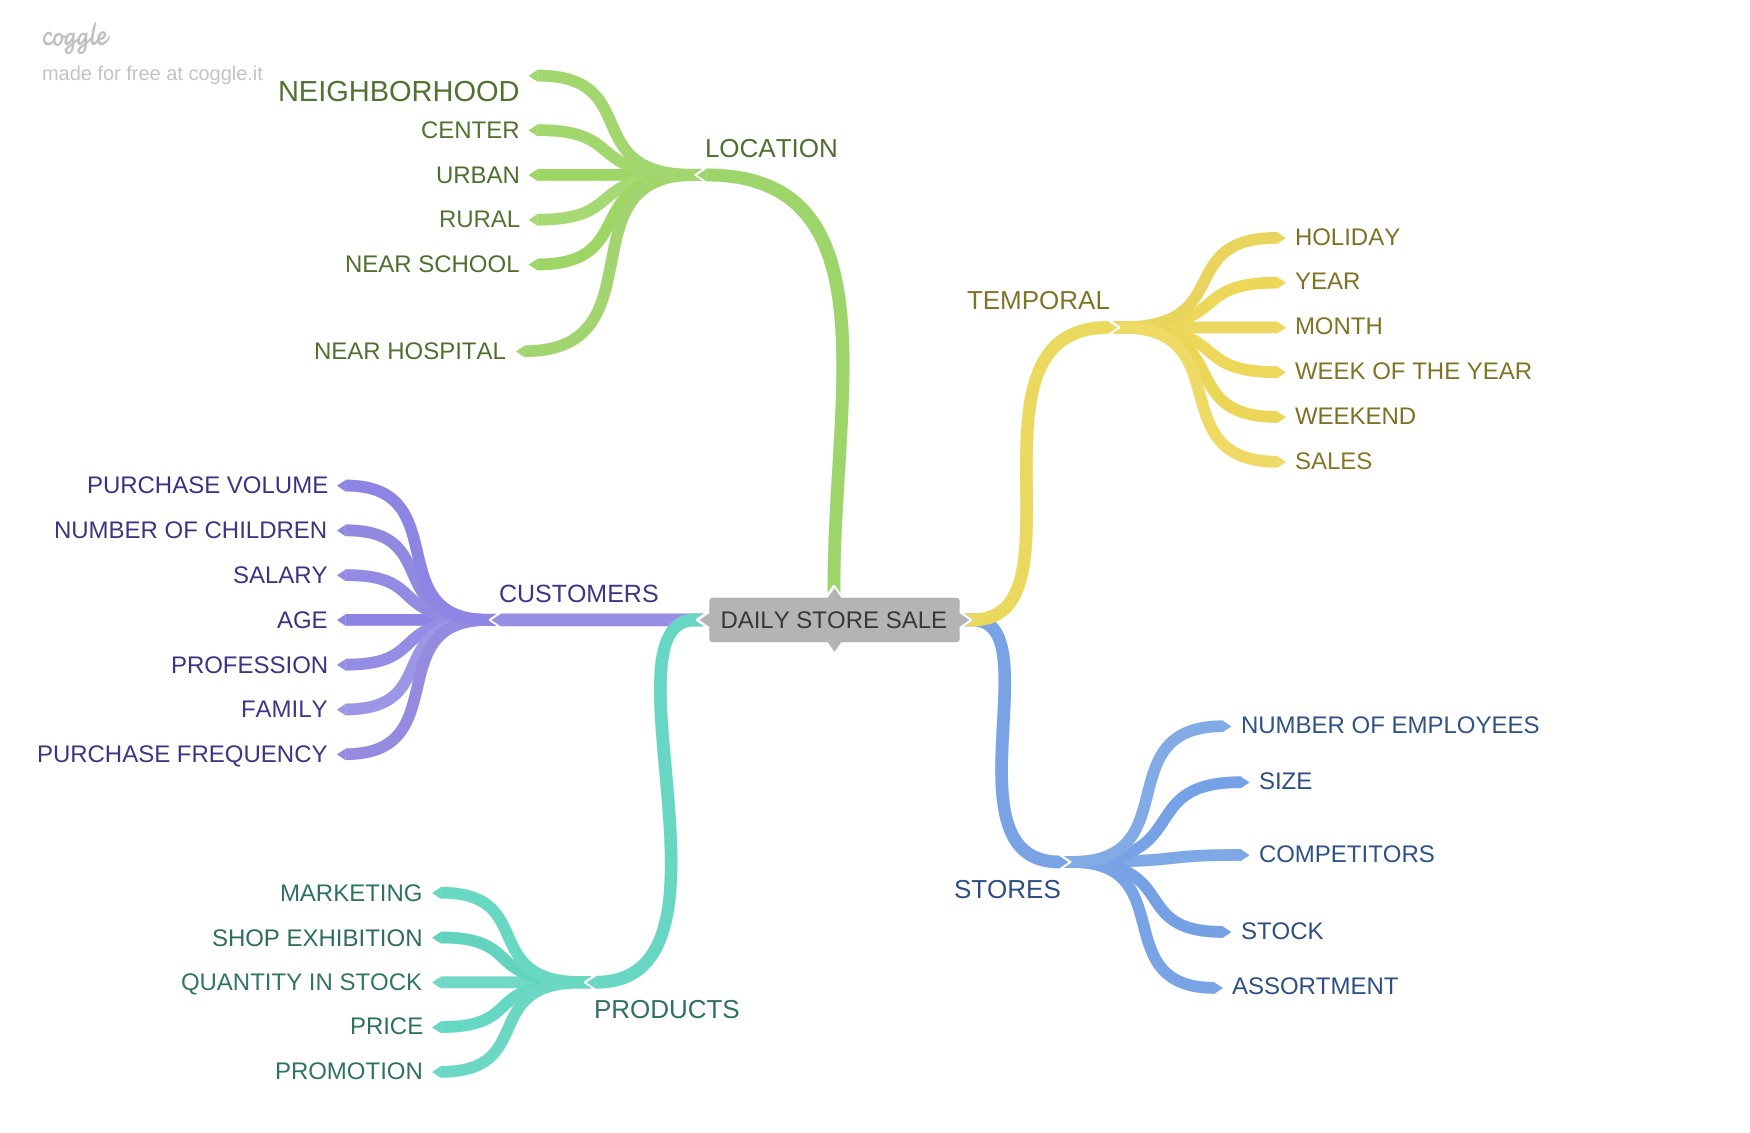 coggle
made for free at coggle.it
NEIGHBORHOOD
CENTER
URBAN
RURAL
NEAR SCHOOL
NEAR HOSPITAL
LOCATION
TEMPORAL
HOLIDAY
YEAR
MONTH
WEEK OF THE YEAR
WEEKEND
SALES
PURCHASE VOLUME
NUMBER OF CHILDREN
SALARY
AGE
PROFESSION
FAMILY
PURCHASE FREQUENCY
CUSTOMERS
DAILY STORE SALE
MARKETING
SHOP EXHIBITION
QUANTITY IN STOCK
PRICE
PROMOTION
PRODUCTS
STORES
NUMBER OF EMPLOYEES
SIZE
COMPETITORS
STOCK
ASSORTMENT